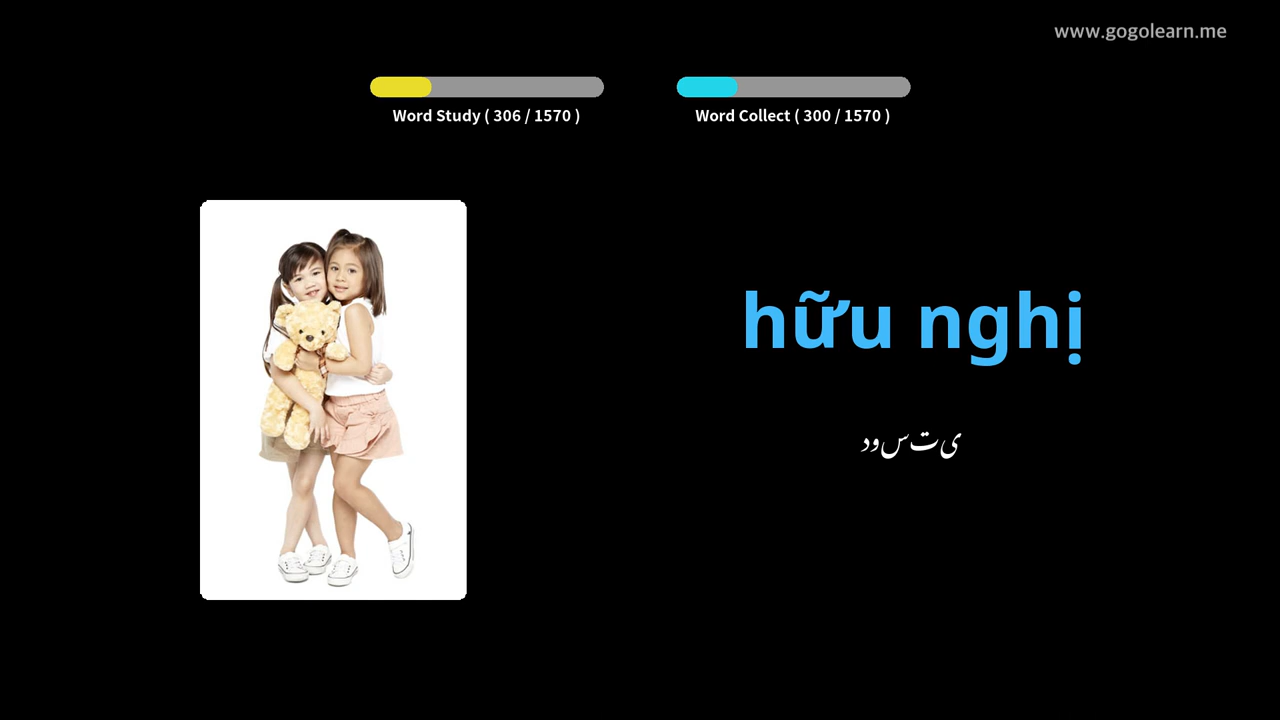 www.gogolearn.me
Word Study ( 306 / 1570 )
Word Collect ( 300 / 1570 )
hữu nghị
دوستی